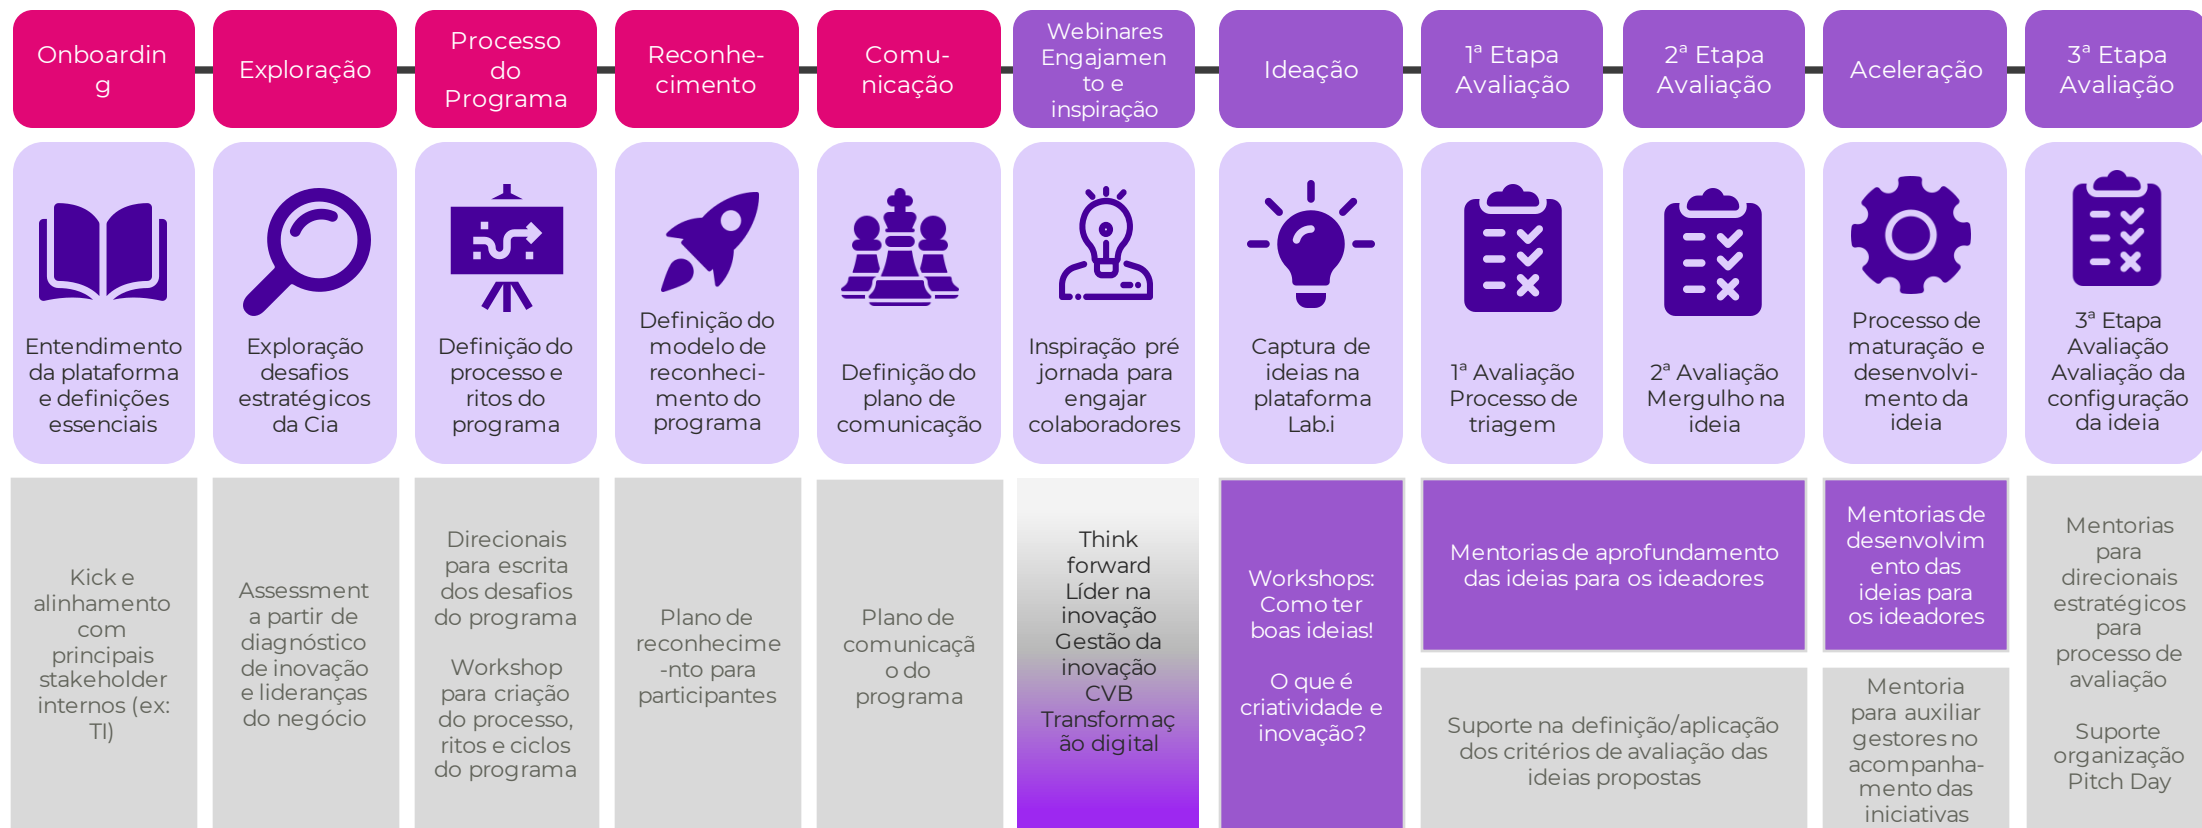 Onboardin
g
Exploração
Processo
do
Programa
Reconhe-
cimento
Comu-
nicação
Webinares
Engajamen
to e
inspiração
Ideação
1ª Etapa
Avaliação
2ª Etapa
Avaliação
Aceleração
3ª Etapa
Avaliação
Entendimento
da plataforma
e definições
essenciais
Exploração
desafios
estratégicos
da Cia
Definição do
processo e
ritos do
programa
Definição do
modelo de
reconheci-
mento do
programa
Definição do
plano de
comunicação
Inspiração pré
jornada para
engajar
colaboradores
Captura de
ideias na
plataforma
Lab.i
1ª Avaliação
Processo de
triagem
2ª Avaliação
Mergulho na
ideia
Processo de
maturação e
desenvolvi-
mento da
ideia
3ª Etapa
Avaliação
Avaliação da
configuração
da ideia
Kick e
alinhamento
com
principais
stakeholder
internos (ex:
TI)
Assessment
a partir de
diagnóstico
de inovação
e lideranças
do negócio
Direcionais
para escrita
dos desafios
do programa
Workshop
para criação
do processo,
ritos e ciclos
do programa
Plano de
reconhecime
-nto para
participantes
Plano de
comunicaçã
o do
programa
Think
forward
Líder na
inovação
Gestão da
inovação
CVB
Transformaç
ão digital
Workshops:
Como ter
boas ideias!
O que é
criatividade e
inovação?
Mentorias de aprofundamento
das ideias para os ideadores
Suporte na definição/aplicação
dos critérios de avaliação das
ideias propostas
Mentorias de
desenvolvim
ento das
ideias para
os ideadores
Mentoria
para auxiliar
gestores no
acompanha-
mento das
iniciativas
Mentorias
para
direcionais
estratégicos
para
processo de
avaliação
Suporte
organização
Pitch Day